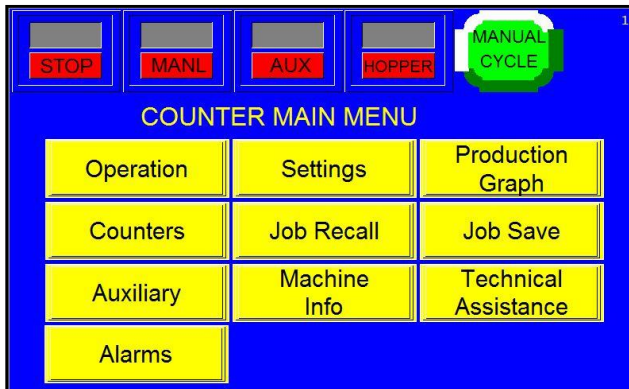 1
MANUAL
CYCLE
STOP
MANL
AUX
HOPPER
COUNTER MAIN MENU
Operation
Settings
Production
Graph
Counters
Job Recall
Job Save
Auxiliary
Machine
Info
Technical
Assistance
Alarms